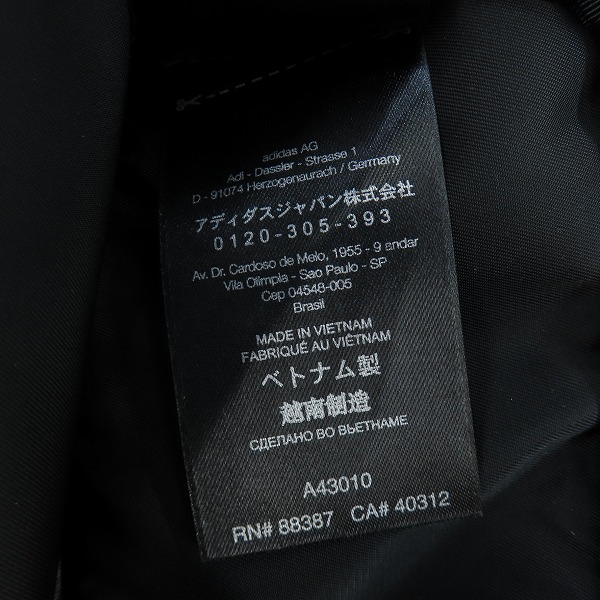 adidas AG
Adi - Dassler - Strasse 1
D - 91074 Herzogenaurach / Germany
アディダスジャパン株式会社
0120-305-393
Av. Dr. Cardoso de Melo, 1955 - 9 andar
Vila Olímpia - Sao Paulo - SP
Cep 04548-005
Brasil
MADE IN VIETNAM
FABRIQUÉ AU VIÊTNAM
ベトナム製
越南制造
СДЕЛАНО ВО ВЬЕТНАМЕ
A43010
RN# 88387 CA# 40312